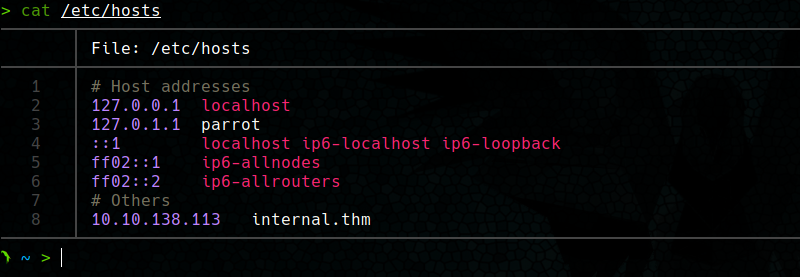 > cat /etc/hosts
File: /etc/hosts
1 # Host addresses
2 127.0.0.1 localhost
3 127.0.1.1 parrot
4 ::1 localhost ip6-localhost ip6-loopback
5 ff02::1 ip6-allnodes
6 ff02::2 ip6-allrouters
7 # Others
8 10.10.138.113 internal.thm
~ >